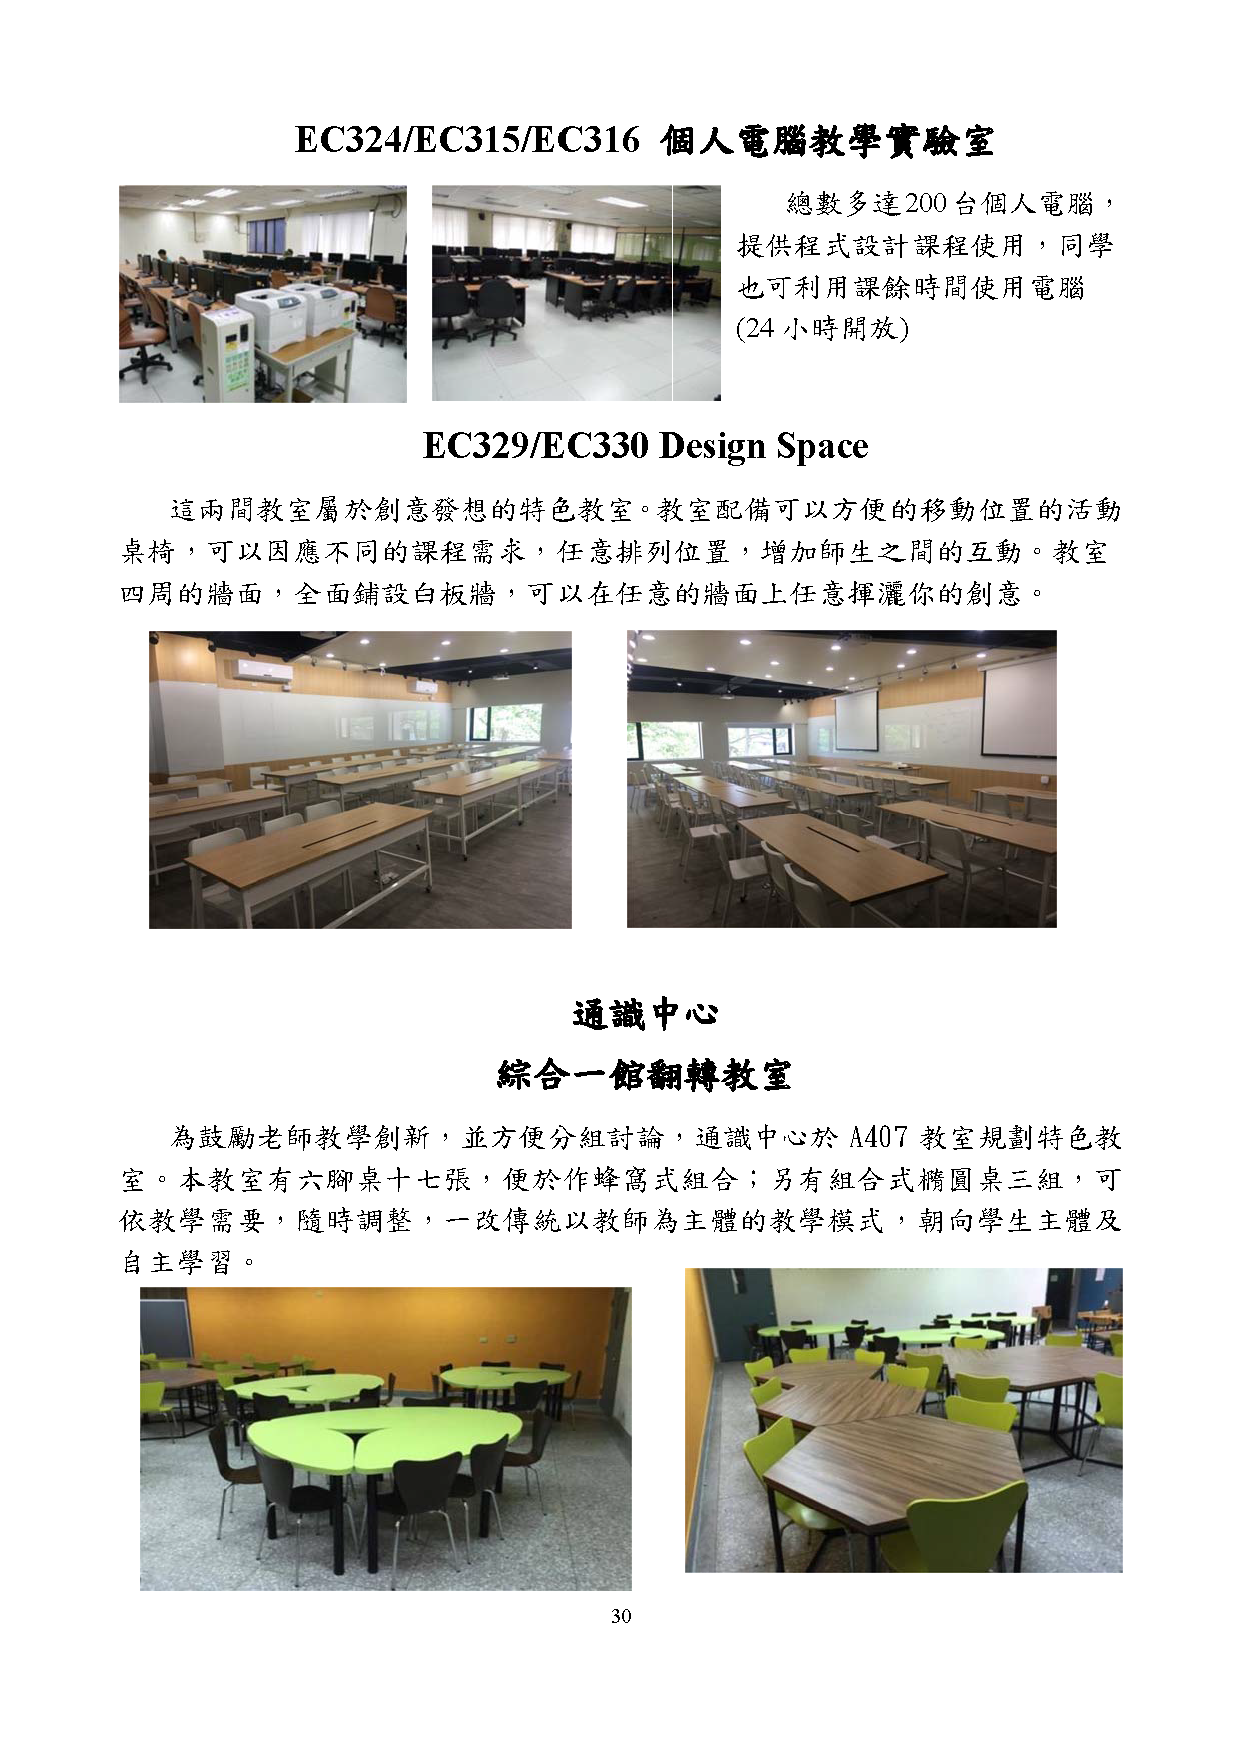 EC324/EC315/EC316 個人電腦教學實驗室
總數多達200台個人電腦，
提供程式設計課程使用，同學
也可利用課餘時間使用電腦
(24 小時開放)
EC329/EC330 Design Space
這兩間教室屬於創意發想的特色教室。教室配備可以方便的移動位置的活動
桌椅，可以因應不同的課程需求，任意排列位置，增加師生之間的互動。教室
四周的牆面，全面鋪設白板牆，可以在任意的牆面上任意揮灑你的創意。
通識中心
綜合一館翻轉教室
為鼓勵老師教學創新，並方便分組討論，通識中心於 A407 教室規劃特色教
室。本教室有六腳桌十七張，便於作蜂窩式組合；另有組合式橢圓桌三組，可
依教學需要，隨時調整，一改傳統以教師為主體的教學模式，朝向學生主體及
自主學習。
30